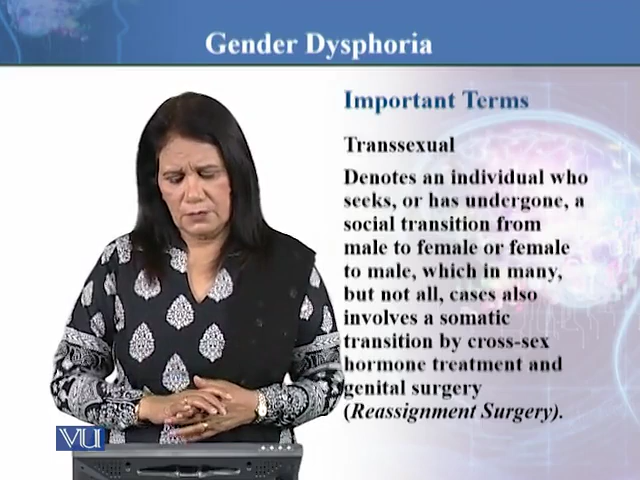 Gender Dysphoria
Important Terms
Transsexual
Denotes an individual who
seeks, or has undergone, a
social transition from
male to female or female
to male, which in many,
but not all, cases also
involves a somatic
transition by cross-sex
hormone treatment and
genital surgery
(Reassignment Surgery).
VU